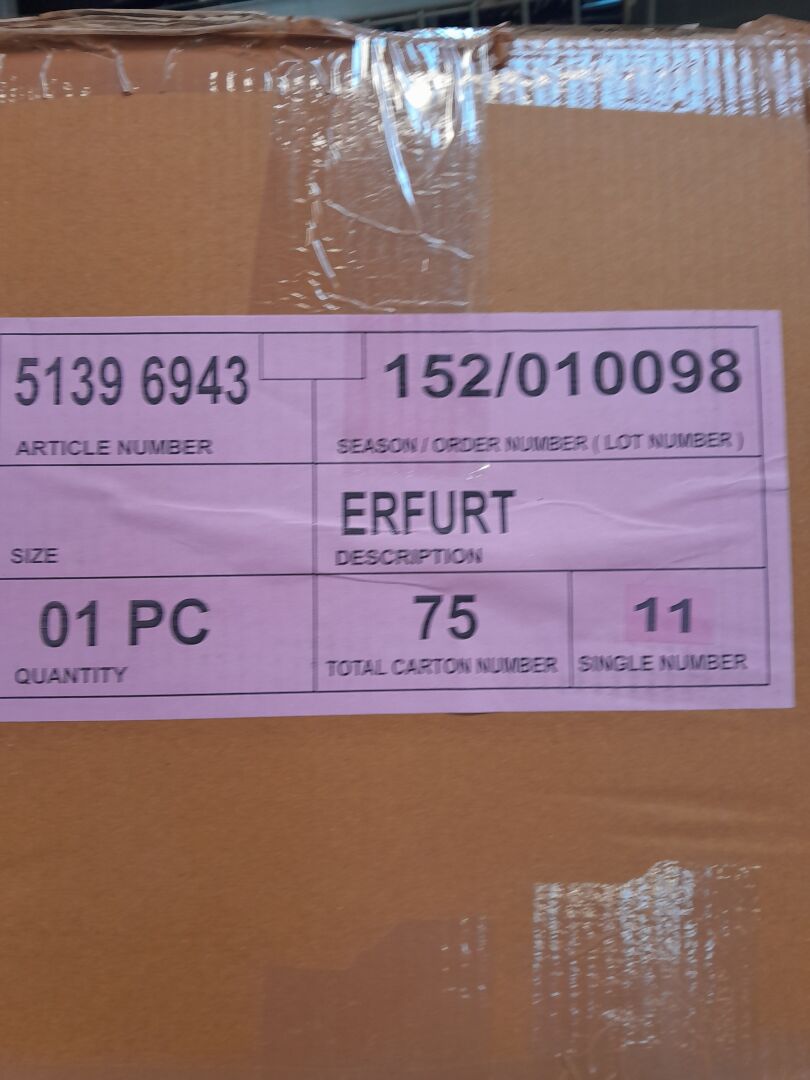 5139 6943 152/010098
ARTICLE NUMBER SEASON / ORDER NUMBER ( LOT NUMBER )
ERFURT
SIZE DESCRIPTION
01 PC 75 11
QUANTITY TOTAL CARTON NUMBER SINGLE NUMBER